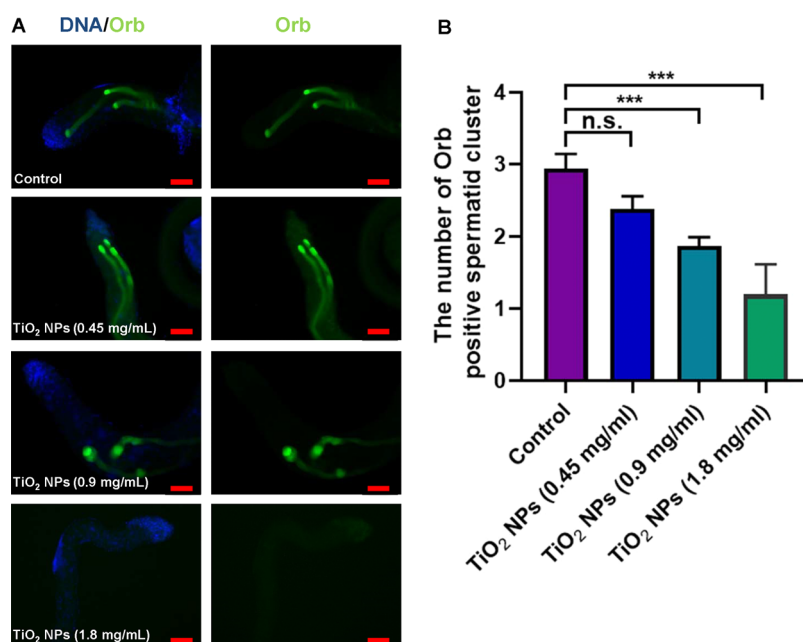 A
DNA/Orb
Orb
Control
TiO₂ NPs (0.45 mg/mL)
TiO₂ NPs (0.9 mg/mL)
TiO₂ NPs (1.8 mg/mL)
B
The number of Orb
positive spermatid cluster
4
3
2
1
0
***
***
n.s.
Control
TiO₂ NPs (0.45 mg/ml)
TiO₂ NPs (0.9 mg/ml)
TiO₂ NPs (1.8 mg/ml)